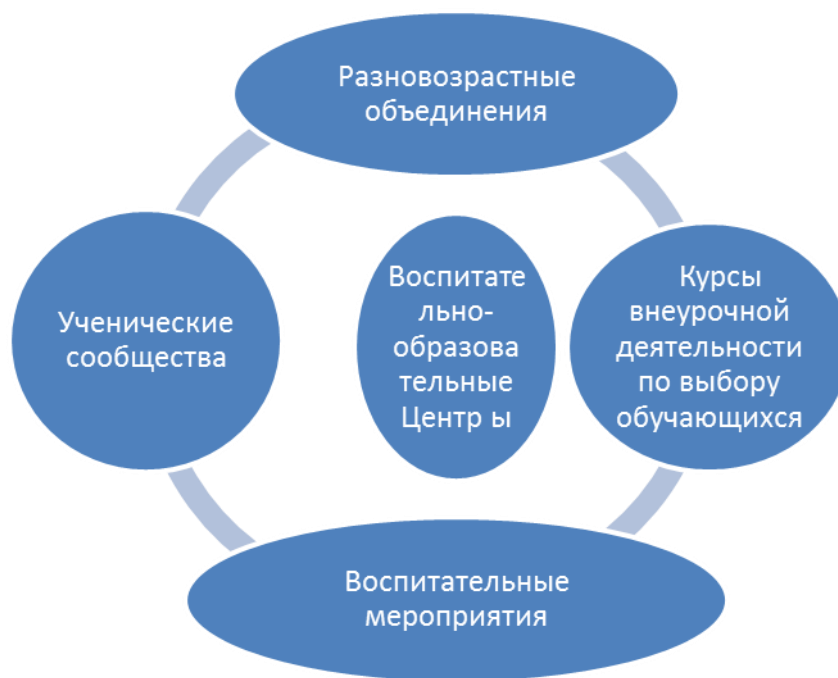 Разновозрастные
объединения
Ученические
сообщества
Воспитате
льно-
образова
тельные
Центр ы
Курсы
внеурочной
деятельности
по выбору
обучающихся
Воспитательные
мероприятия